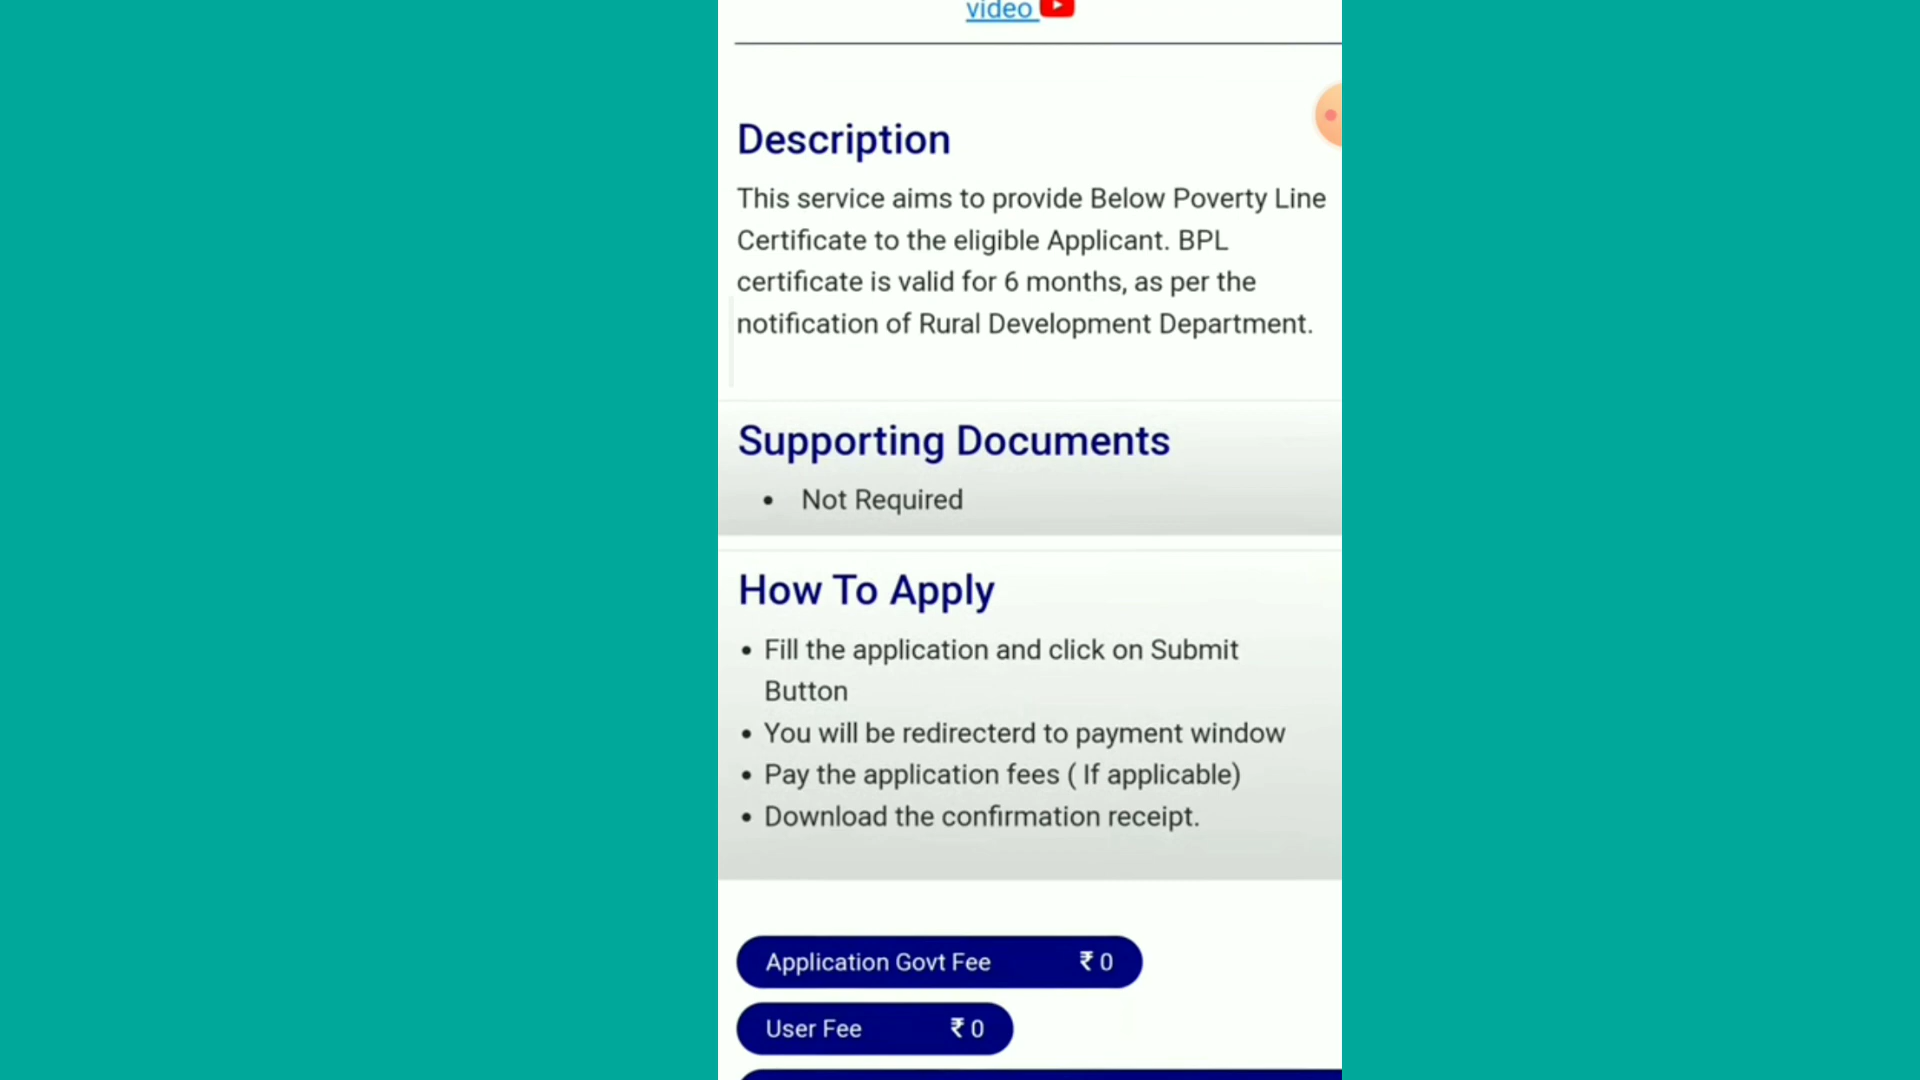 video
Description
This service aims to provide Below Poverty Line
Certificate to the eligible Applicant. BPL
certificate is valid for 6 months, as per the
notification of Rural Development Department.
Supporting Documents
• Not Required
How To Apply
• Fill the application and click on Submit
Button
• You will be redirecterd to payment window
• Pay the application fees ( If applicable)
• Download the confirmation receipt.
Application Govt Fee ₹ 0
User Fee ₹ 0